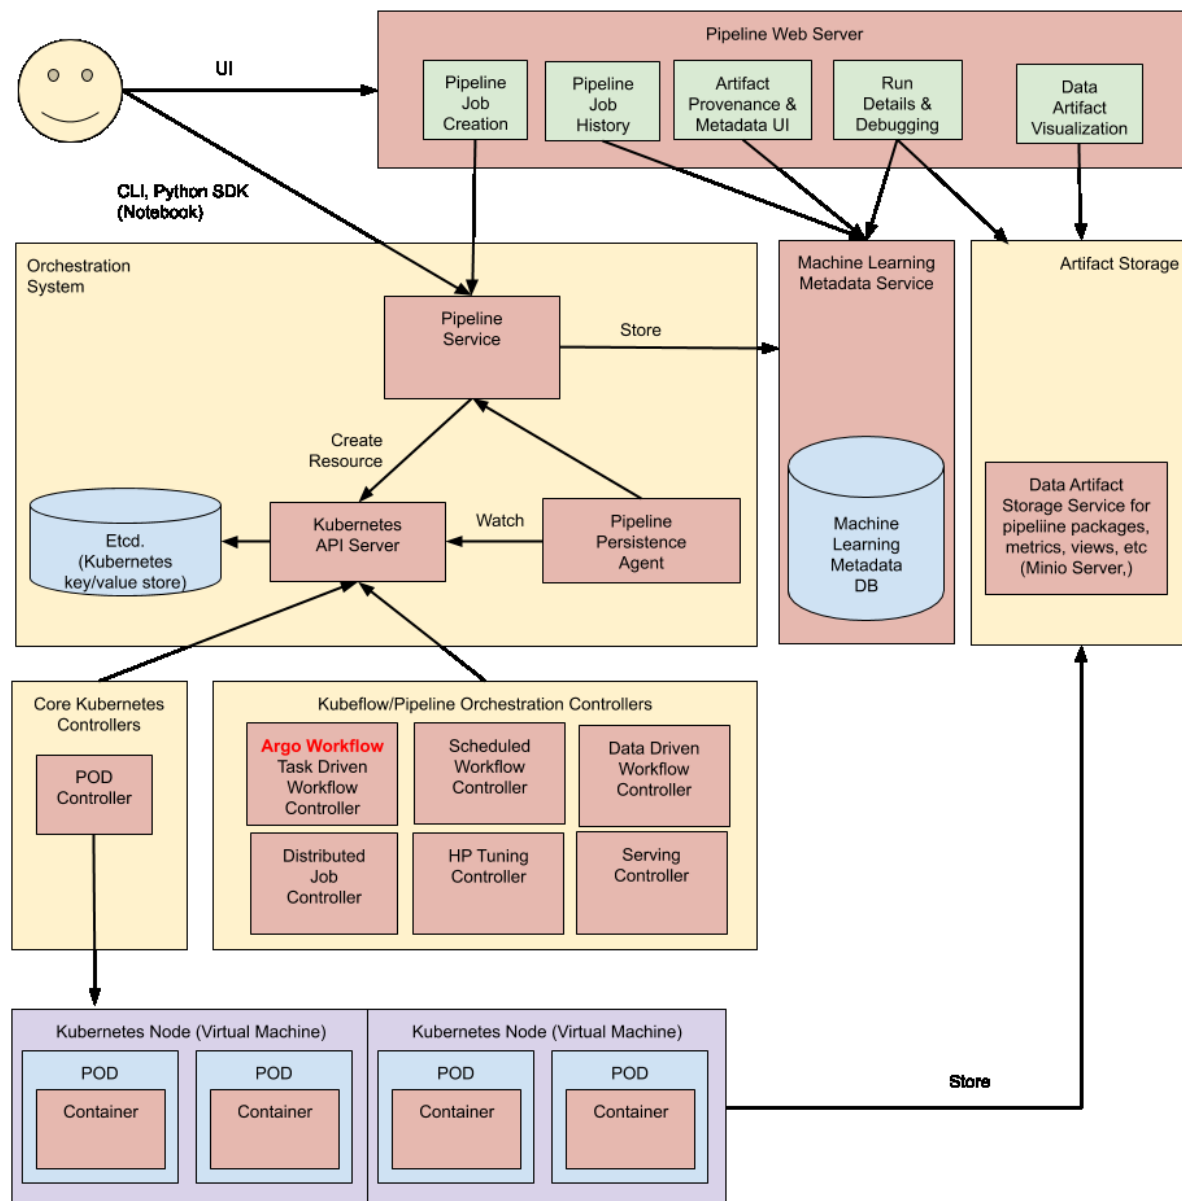 Pipeline Web Server
UI
Pipeline
Job
Creation
Pipeline
Job
History
Artifact
Provenance &
Metadata UI
Run
Details &
Debugging
Data
Artifact
Visualization
CLI, Python SDK
(Notebook)
Orchestration
System
Pipeline
Service
Store
Machine Learning
Metadata Service
Artifact Storage
Create
Resource
Etcd.
(Kubernetes
key/value store)
Kubernetes
API Server
Watch
Pipeline
Persistence
Agent
Machine
Learning
Metadata
DB
Data Artifact
Storage Service for
pipeliine packages,
metrics, views, etc
(Minio Server,)
Core Kubernetes
Controllers
POD
Controller
Kubeflow/Pipeline Orchestration Controllers
Argo Workflow
Task Driven
Workflow
Controller
Scheduled
Workflow
Controller
Data Driven
Workflow
Controller
Distributed
Job
Controller
HP Tuning
Controller
Serving
Controller
Kubernetes Node (Virtual Machine)
POD
Container
POD
Container
Kubernetes Node (Virtual Machine)
POD
Container
POD
Container
Store